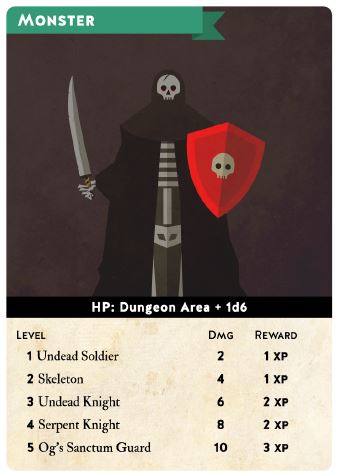 Monster
HP: Dungeon Area + 1d6
Level Dmg Reward
1 Undead Soldier 2 1 XP
2 Skeleton 4 1 XP
3 Undead Knight 6 2 XP
4 Serpent Knight 8 2 XP
5 Og's Sanctum Guard 10 3 XP